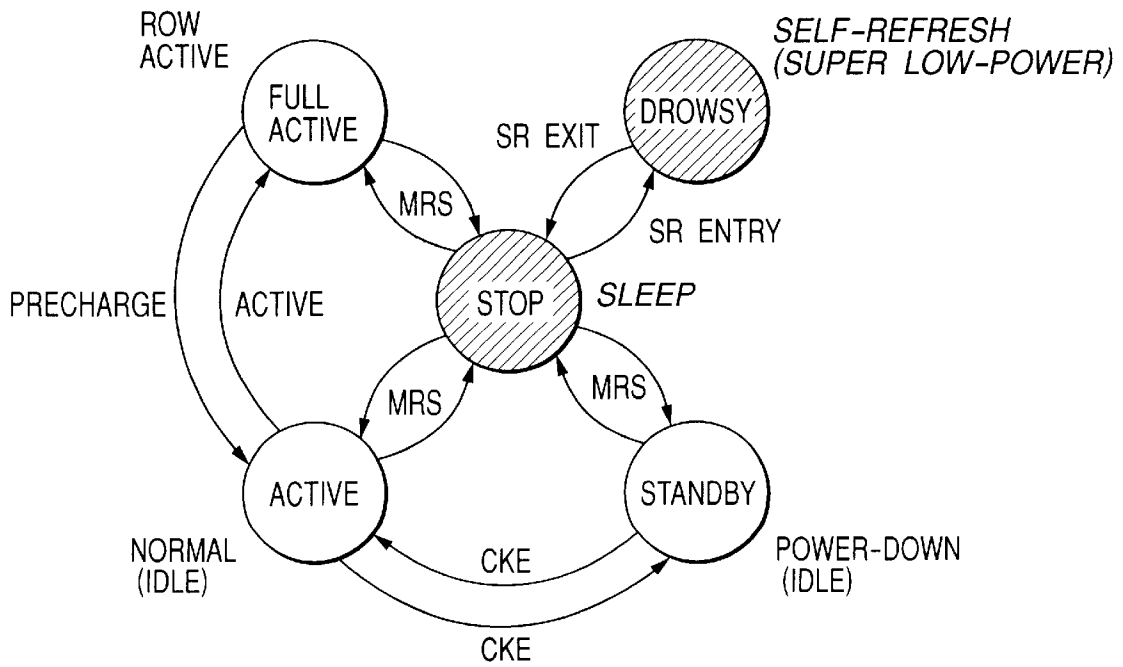 ROW
ACTIVE
SELF-REFRESH
(SUPER LOW-POWER)
FULL
ACTIVE
DROWSY
SR EXIT
MRS
SR ENTRY
PRECHARGE
ACTIVE
STOP
SLEEP
MRS
MRS
ACTIVE
STANDBY
NORMAL
(IDLE)
CKE
POWER-DOWN
(IDLE)
CKE